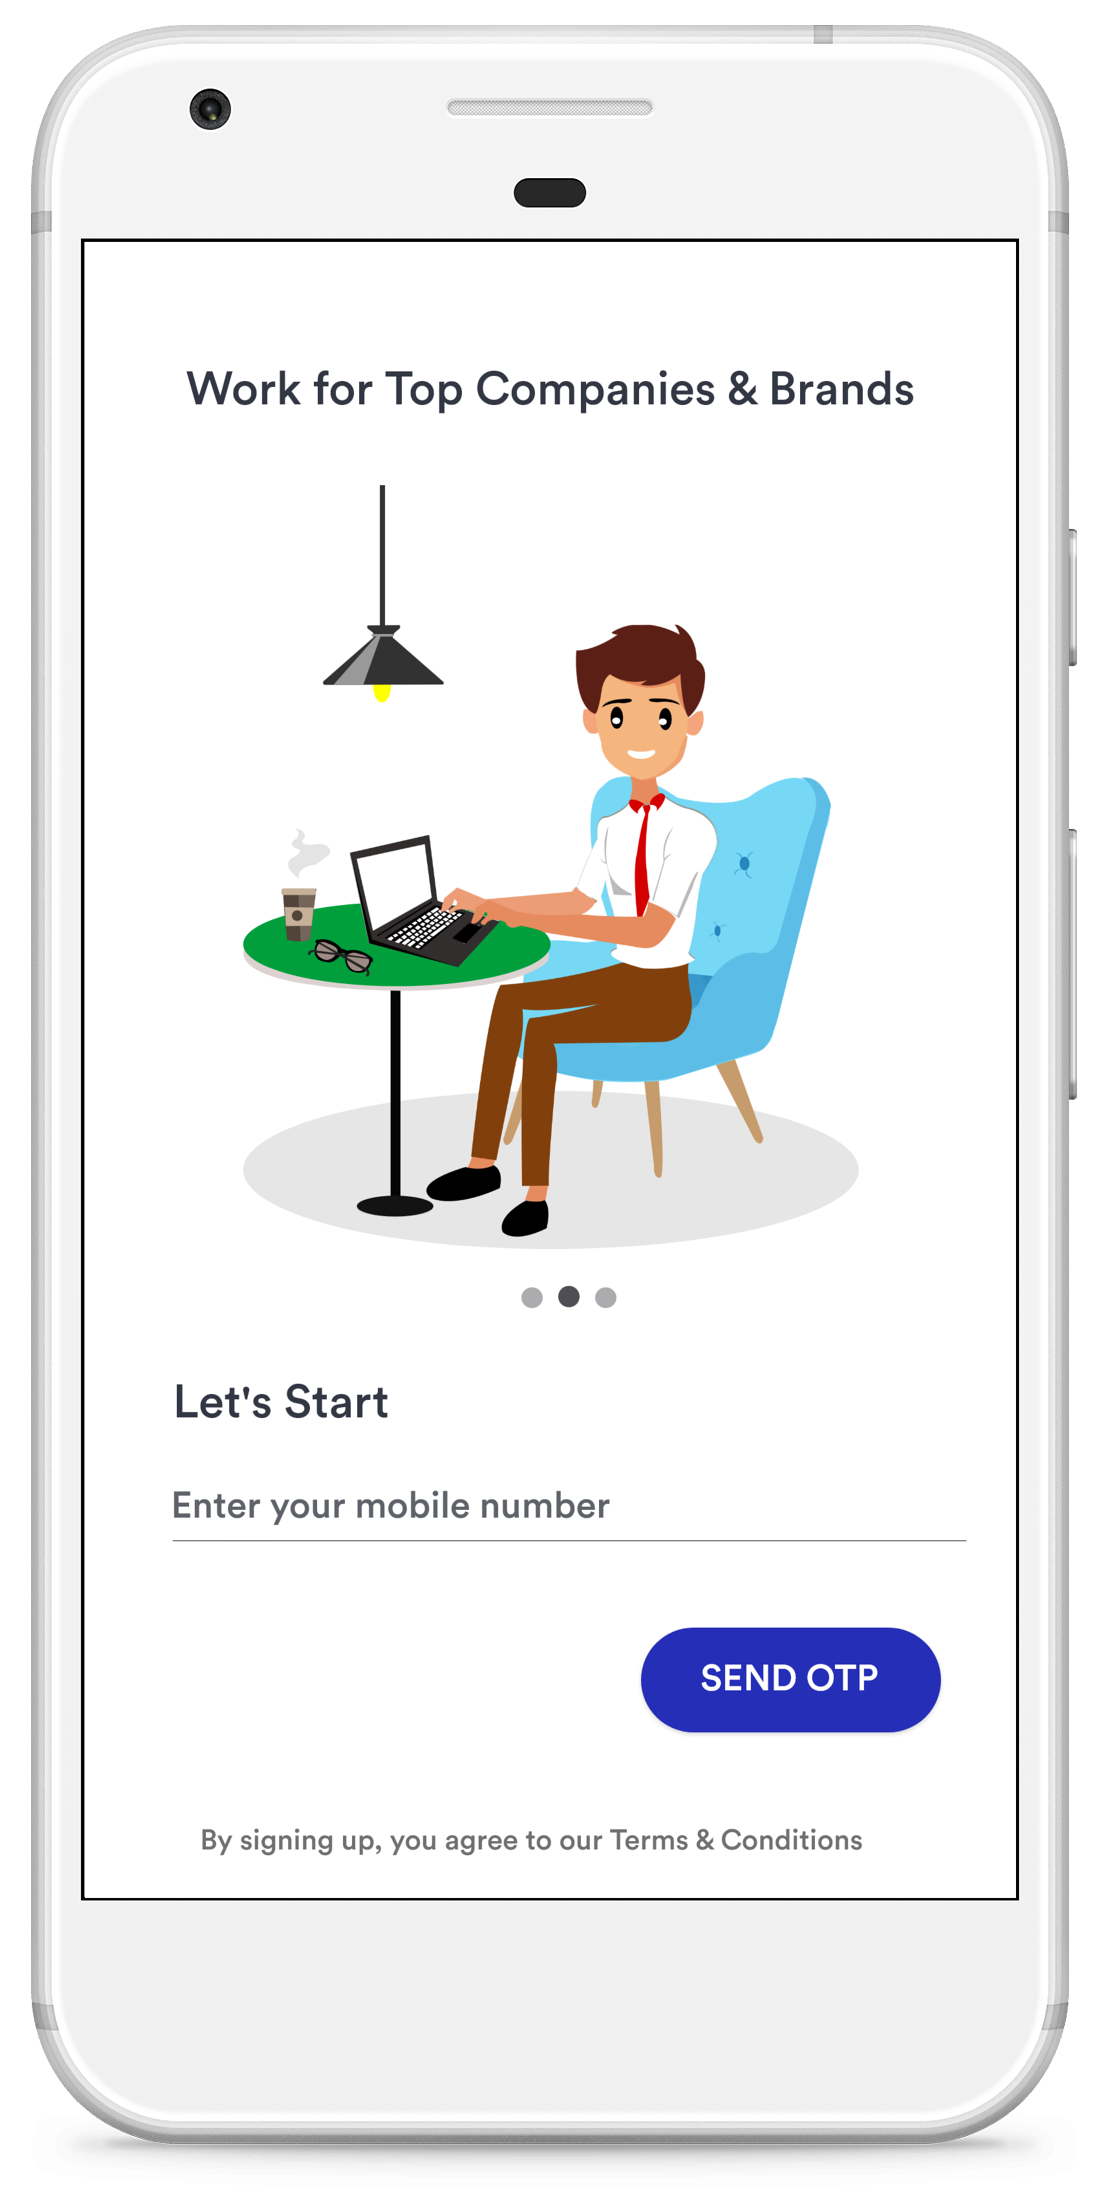 Work for Top Companies & Brands
Let's Start
Enter your mobile number
SEND OTP
By signing up, you agree to our Terms & Conditions